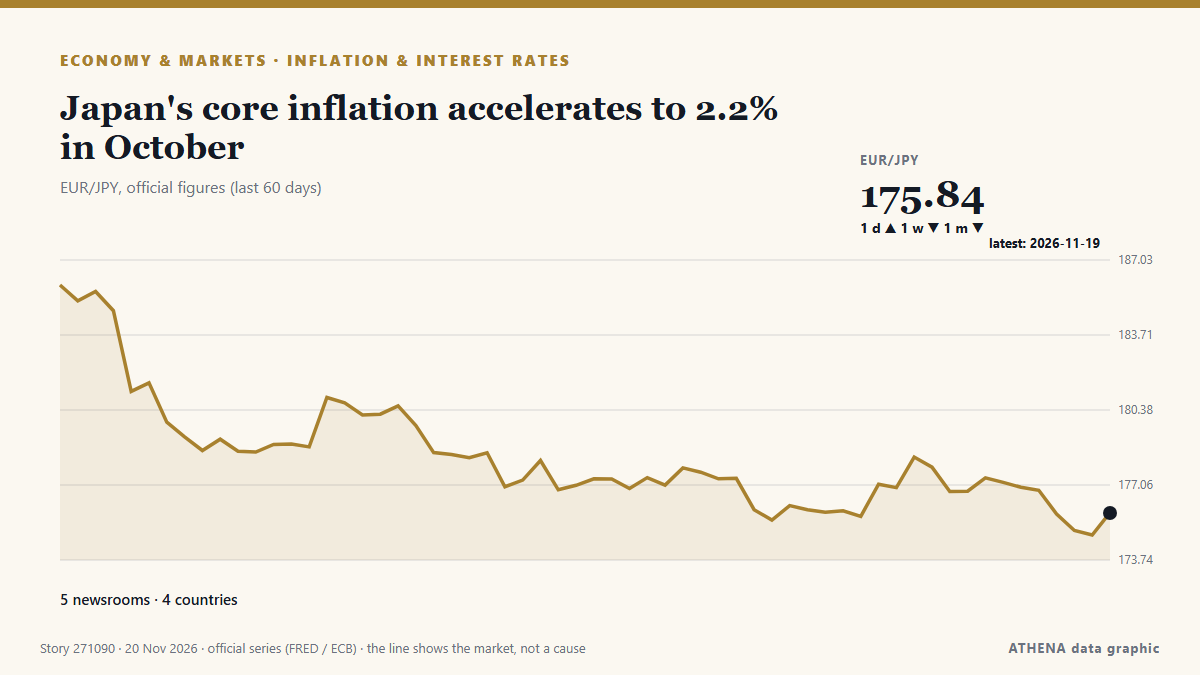 ECONOMY & MARKETS · INFLATION & INTEREST RATES
Japan's core inflation accelerates to 2.2%
in October
EUR/JPY, official figures (last 60 days)
EUR/JPY
175.84
1 d ▲ 1 w ▼ 1 m ▼
latest: 2026-11-19
187.03
183.71
180.38
177.06
173.74
5 newsrooms · 4 countries
Story 271090 · 20 Nov 2026 · official series (FRED / ECB) · the line shows the market, not a cause
ATHENA data graphic